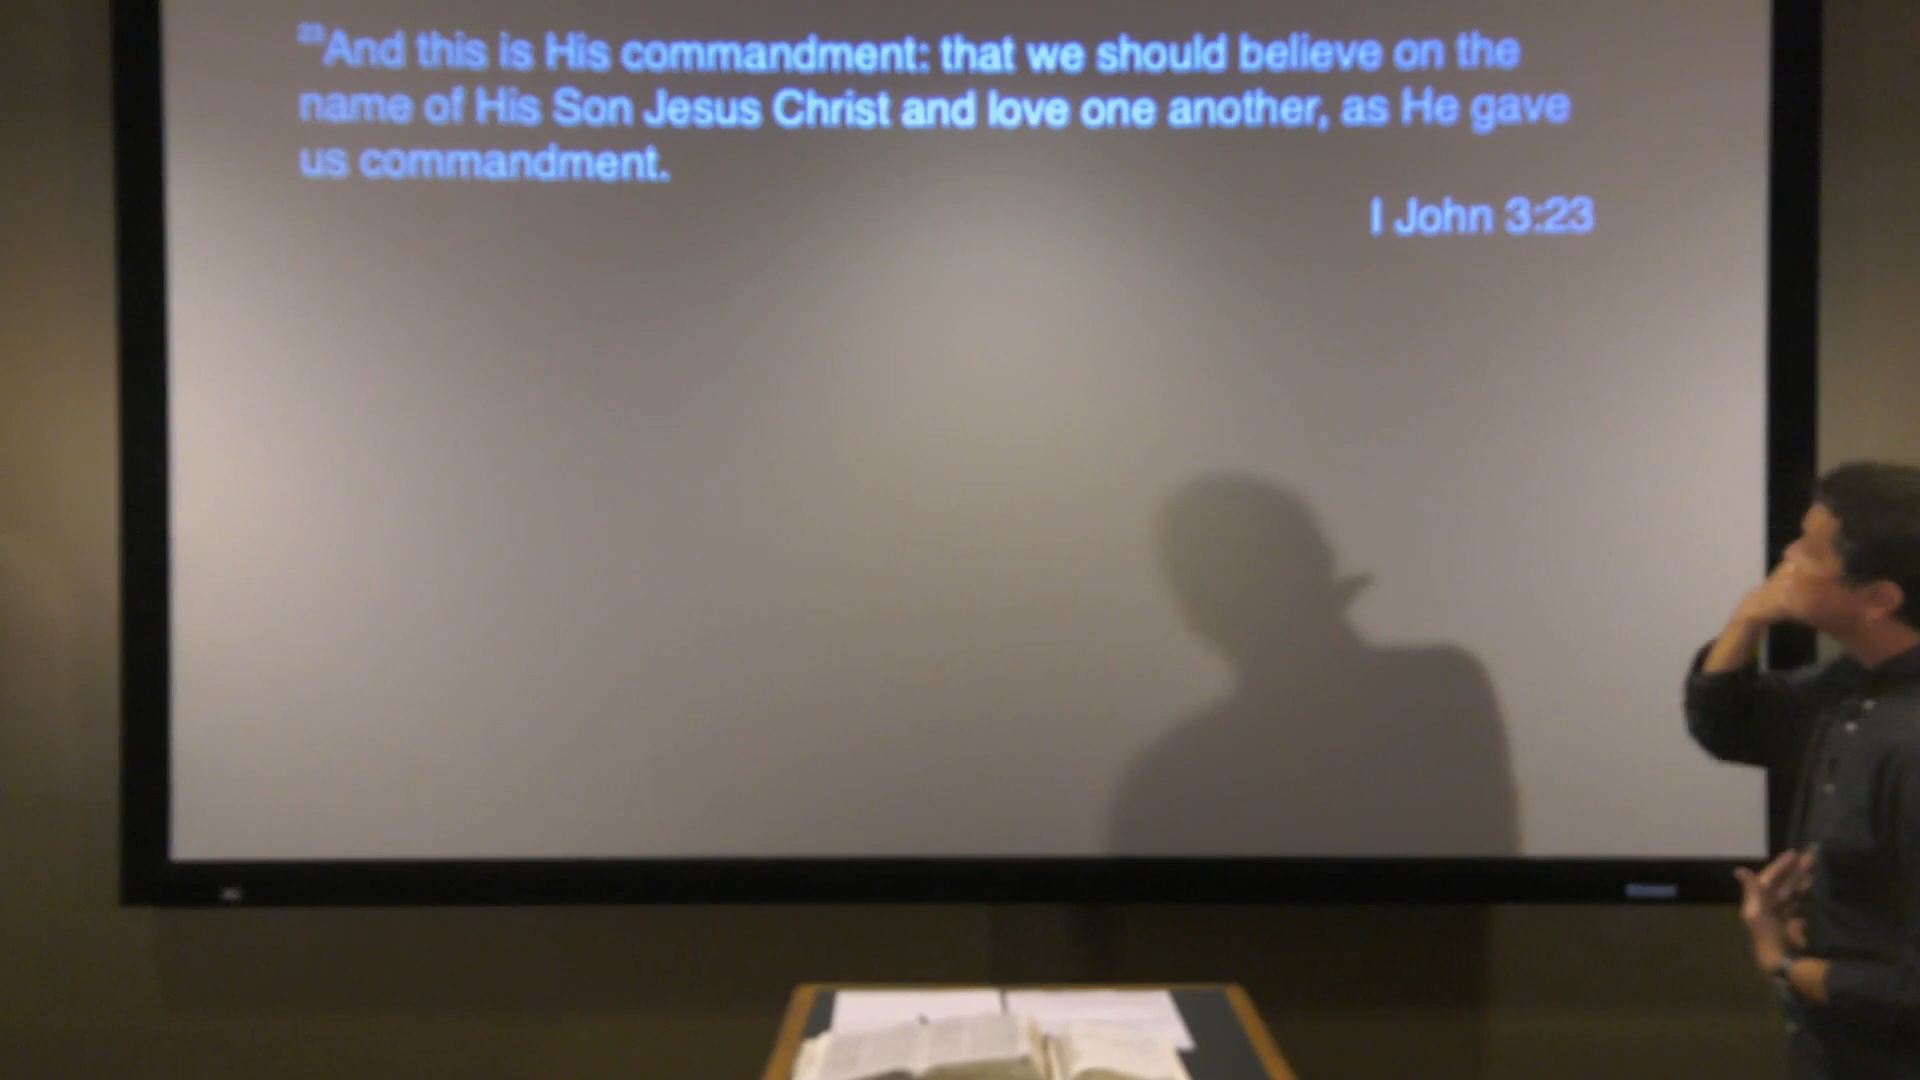 ²³And this is His commandment: that we should believe on the
name of His Son Jesus Christ and love one another, as He gave
us commandment.
I John 3:23